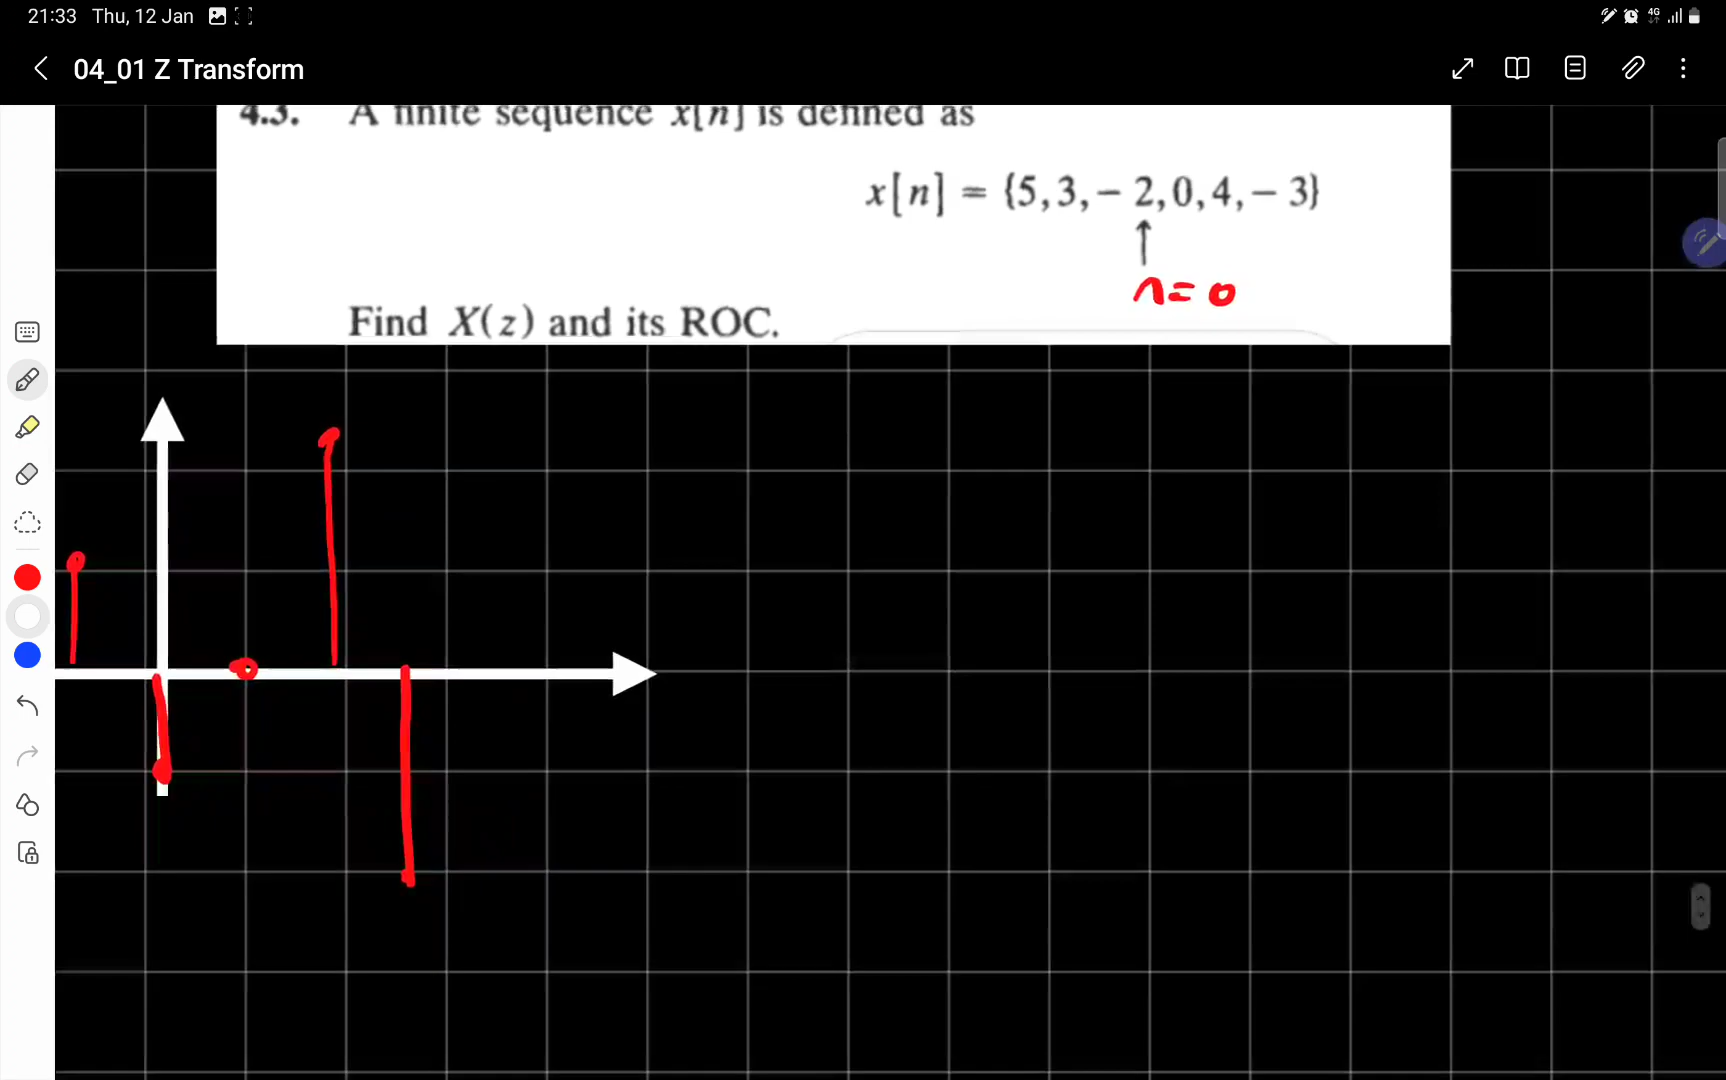 21:33 Thu, 12 Jan
4G
04_01 Z Transform
4.3. A finite sequence x[n] is defined as
x[n] = {5, 3, − 2, 0, 4, − 3}
↑
n = 0
Find X(z) and its ROC.